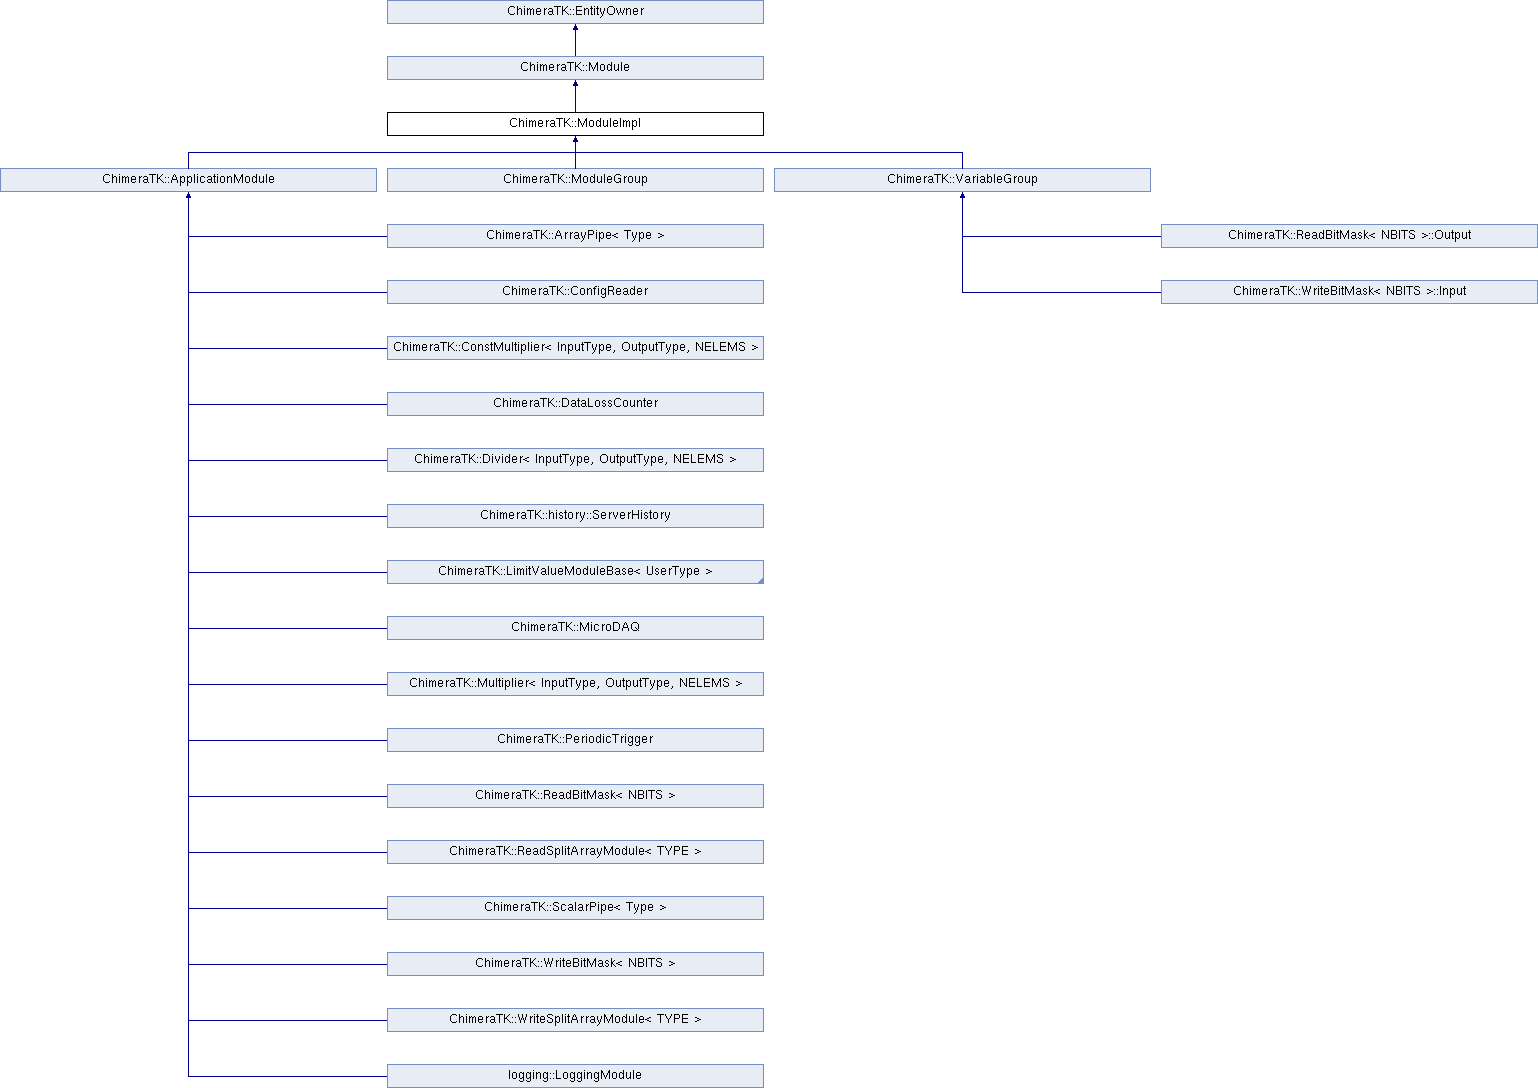 ChimeraTK::EntityOwner
ChimeraTK::Module
ChimeraTK::ModuleImpl
ChimeraTK::ApplicationModule
ChimeraTK::ModuleGroup
ChimeraTK::VariableGroup
ChimeraTK::ArrayPipe< Type >
ChimeraTK::ReadBitMask< NBITS >::Output
ChimeraTK::ConfigReader
ChimeraTK::WriteBitMask< NBITS >::Input
ChimeraTK::ConstMultiplier< InputType, OutputType, NELEMS >
ChimeraTK::DataLossCounter
ChimeraTK::Divider< InputType, OutputType, NELEMS >
ChimeraTK::history::ServerHistory
ChimeraTK::LimitValueModuleBase< UserType >
ChimeraTK::MicroDAQ
ChimeraTK::Multiplier< InputType, OutputType, NELEMS >
ChimeraTK::PeriodicTrigger
ChimeraTK::ReadBitMask< NBITS >
ChimeraTK::ReadSplitArrayModule< TYPE >
ChimeraTK::ScalarPipe< Type >
ChimeraTK::WriteBitMask< NBITS >
ChimeraTK::WriteSplitArrayModule< TYPE >
logging::LoggingModule